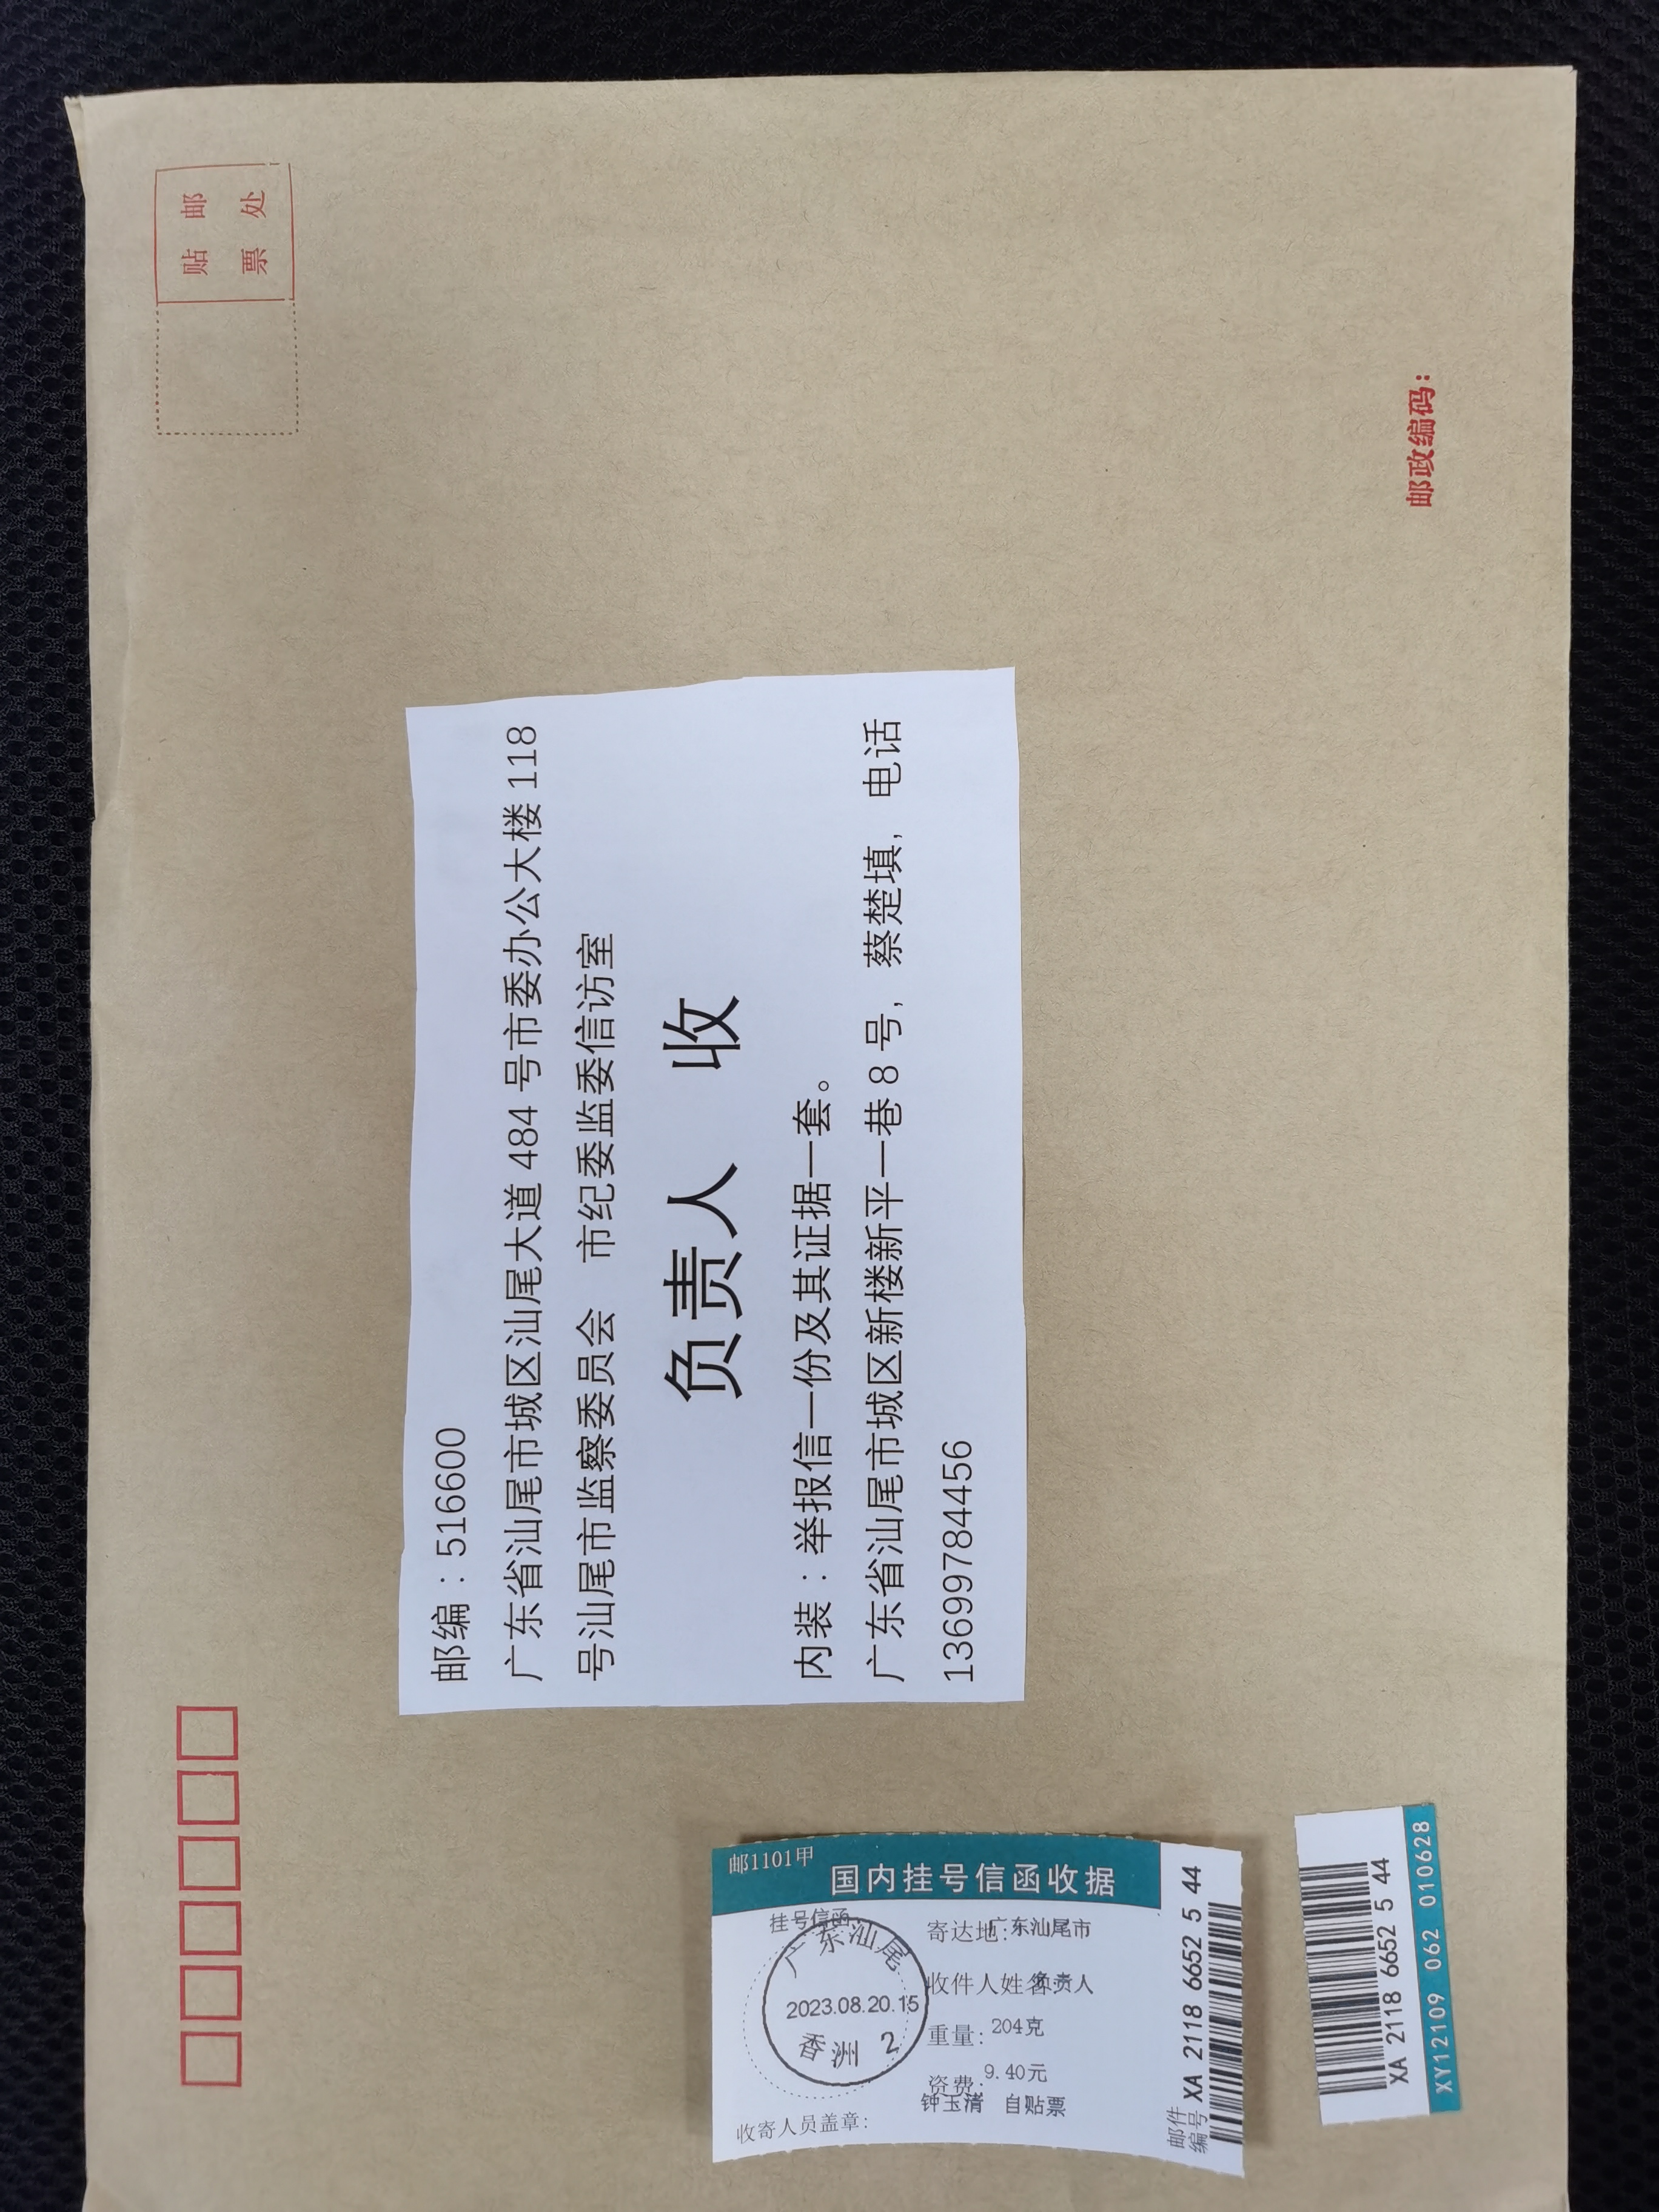 贴邮
票处
邮编：516600
广东省汕尾市城区汕尾大道 484 号市委办公大楼 118
号汕尾市监察委员会 市纪委监委信访室
负责人 收
内装：举报信一份及其证据一套。
广东省汕尾市城区新楼新平一巷 8 号，蔡楚填，电话
13699784456
邮政编码：
邮1101甲
国内挂号信函收据
挂号信函
广东汕尾
2023.08.20.15
香洲 2
寄达地：广东汕尾市
收件人姓名：负责人
重量：204克
资费：9.40元
钟玉清 自贴票
收寄人员盖章：
邮件
编号 XA 2118 6652 5 44
XA 2118 6652 5 44
XY12109 062 010628